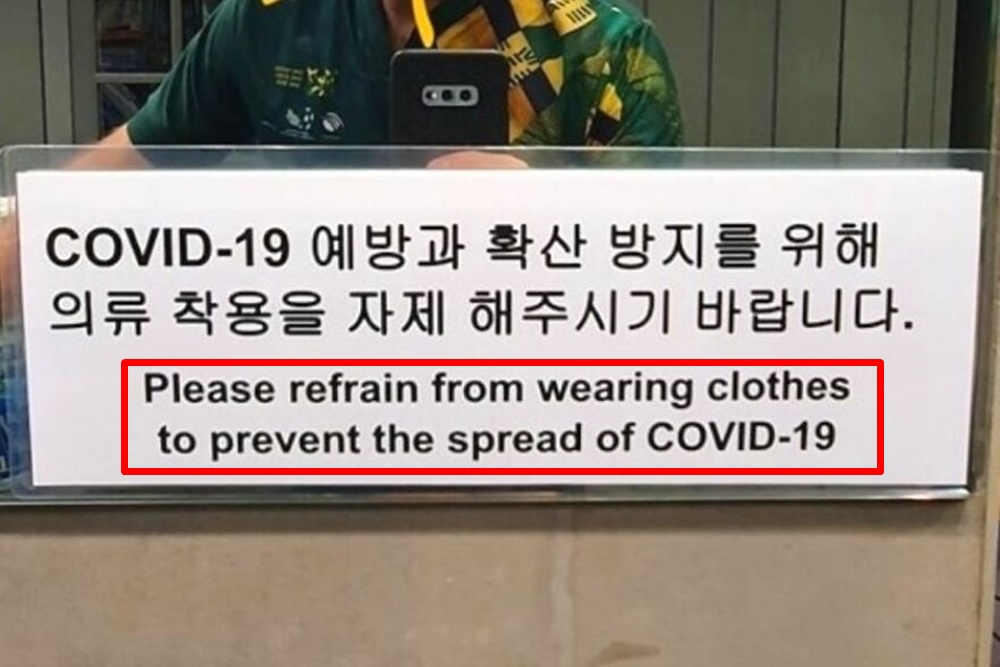 COVID-19 예방과 확산 방지를 위해
의류 착용을 자제 해주시기 바랍니다.
Please refrain from wearing clothes
to prevent the spread of COVID-19